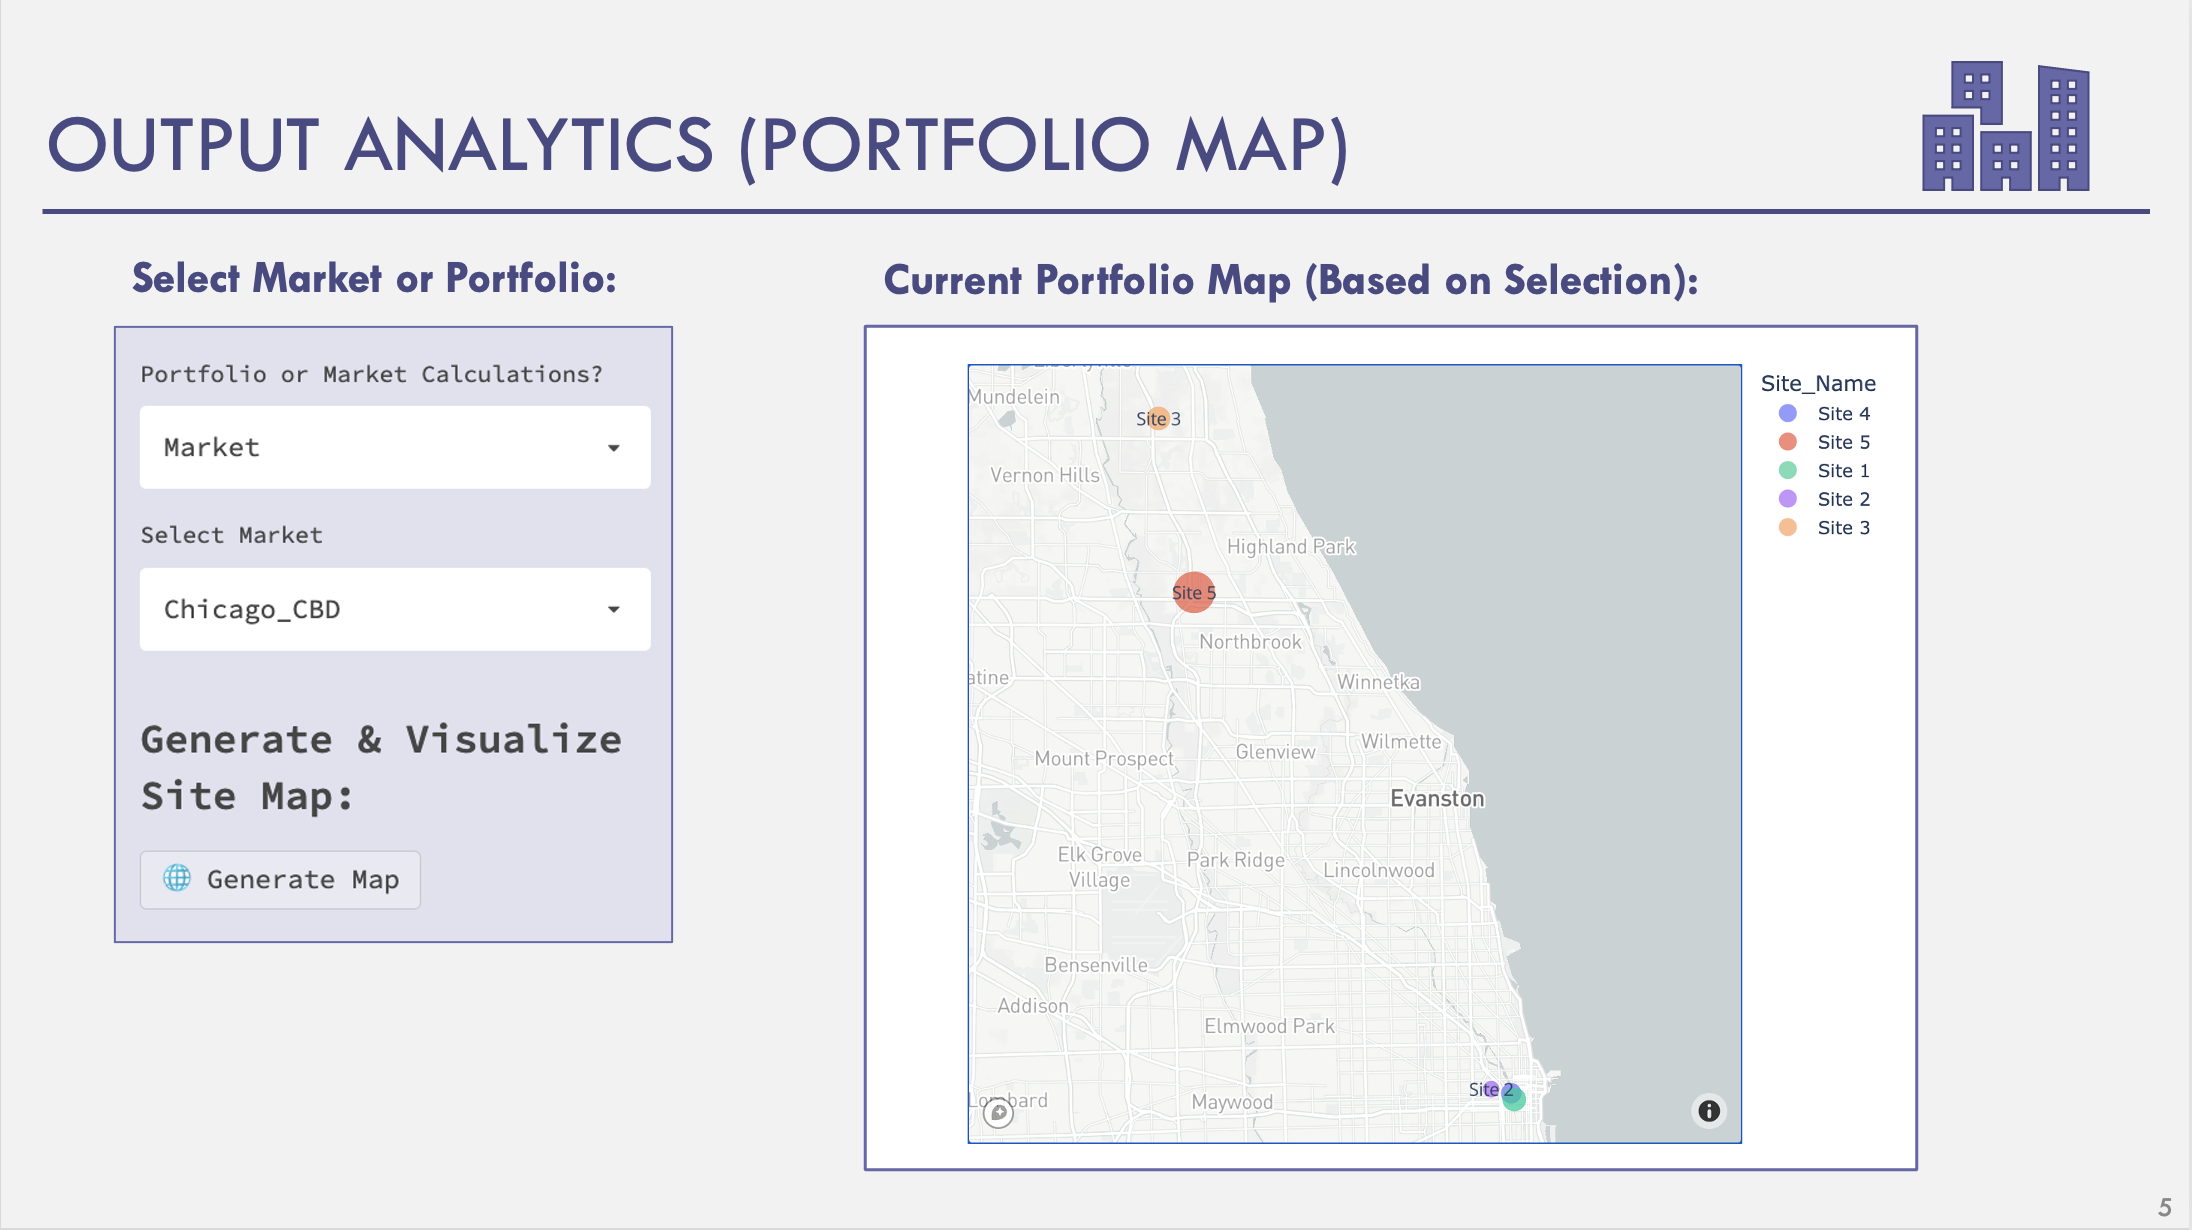 OUTPUT ANALYTICS (PORTFOLIO MAP)
Select Market or Portfolio:
Portfolio or Market Calculations?
Market
Select Market
Chicago_CBD
Generate & Visualize
Site Map:
Generate Map
Current Portfolio Map (Based on Selection):
Mundelein
Site 3
Vernon Hills
Highland Park
Site 5
Northbrook
atine
Winnetka
Wilmette
Glenview
Mount Prospect
Evanston
Elk Grove
Village
Park Ridge
Lincolnwood
Bensenville
Addison
Elmwood Park
Site 2
Lombard
Maywood
Site_Name
Site 4
Site 5
Site 1
Site 2
Site 3
5